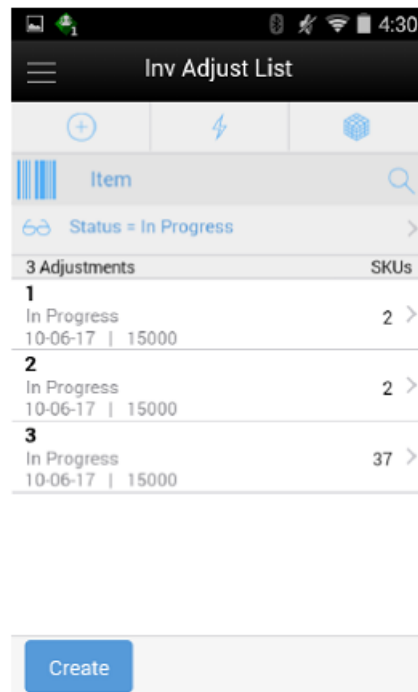 1 4:30
Inv Adjust List
Item
Status = In Progress
3 Adjustments SKUs
1
In Progress 2
10-06-17 | 15000
2
In Progress 2
10-06-17 | 15000
3
In Progress 37
10-06-17 | 15000
Create